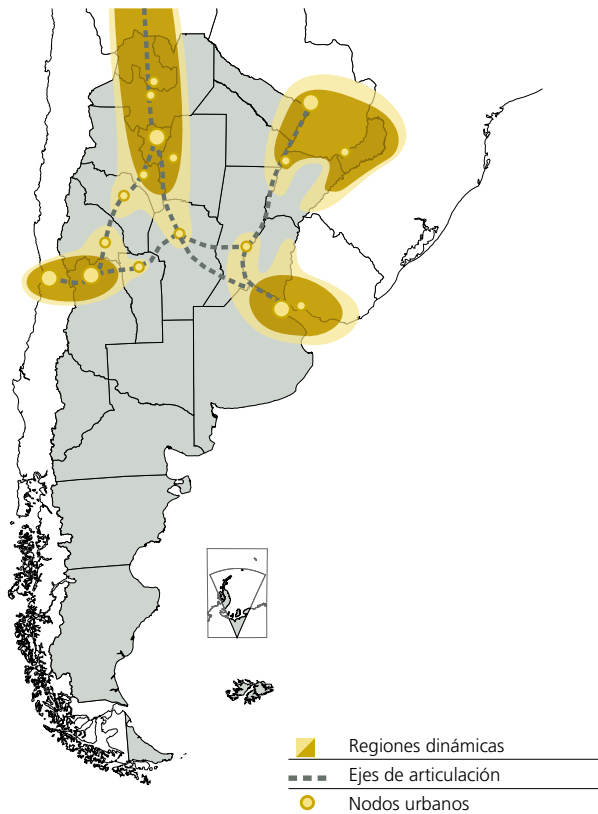 Regiones dinámicas
Ejes de articulación
Nodos urbanos